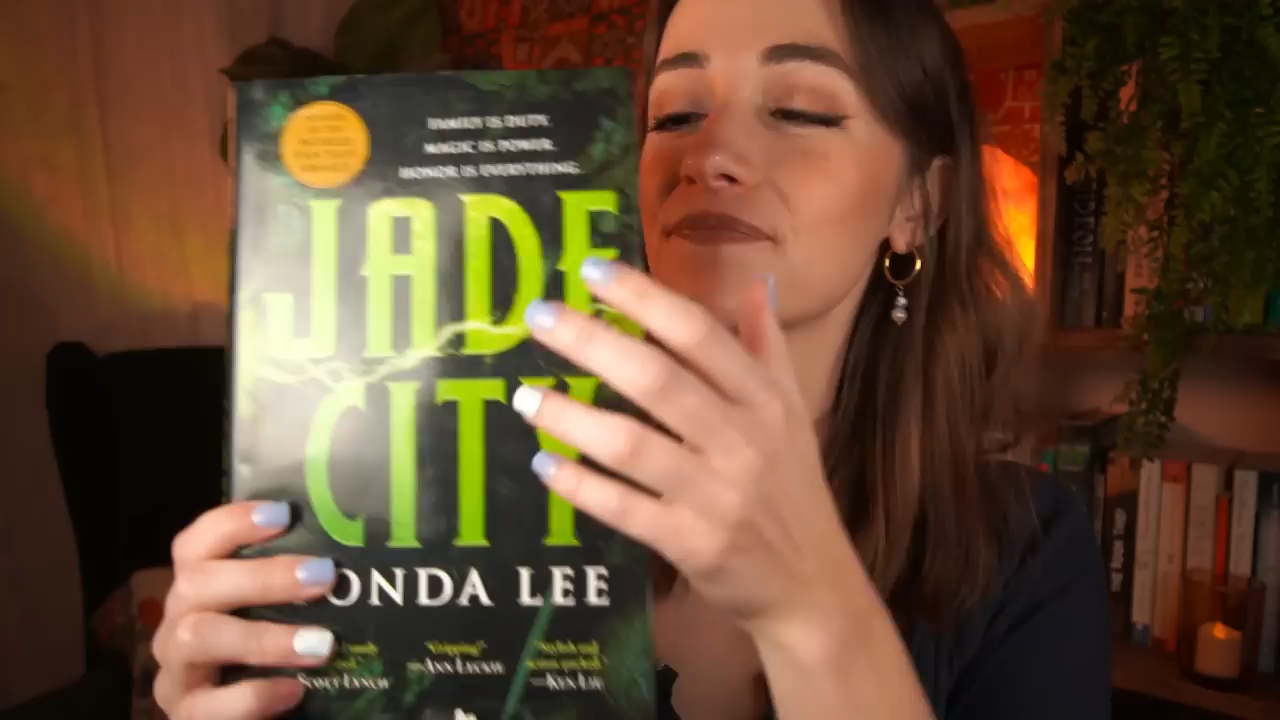 FAMILY IS DUTY.
MAGIC IS POWER.
HONOR IS EVERYTHING.
JADE
CITY
ONDA LEE
"Gripping!"
—ANN LECKIE
SCOTT LYNCH
—KEN LIU